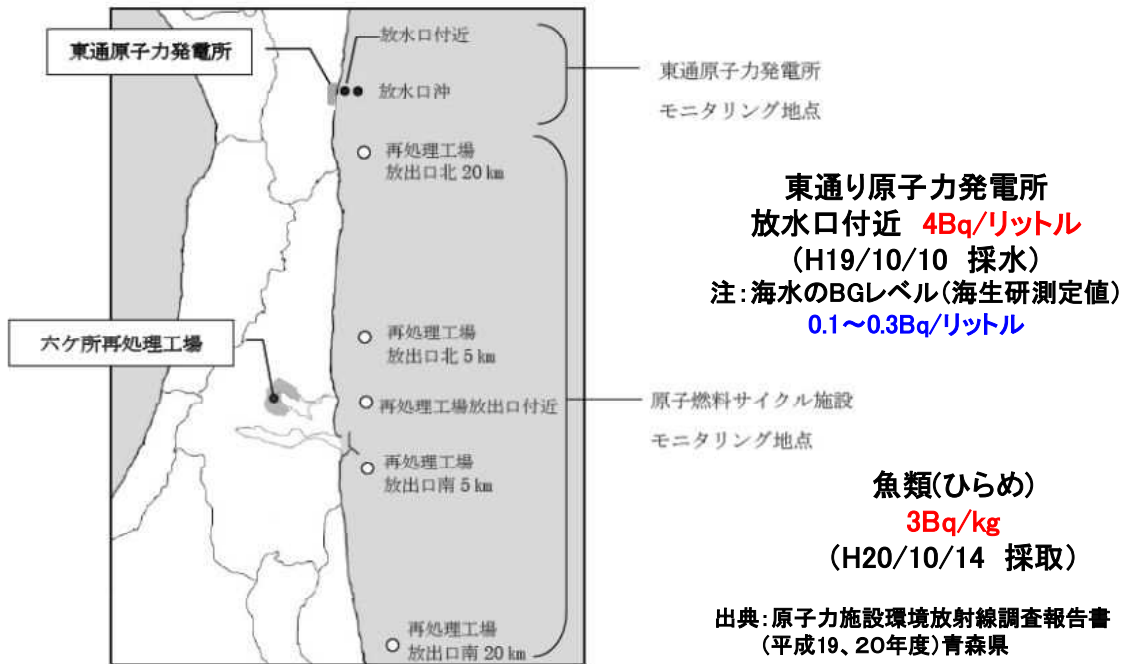 東通原子力発電所
放水口付近
放水口沖
東通原子力発電所
モニタリング地点
再処理工場
放出口北 20 km
六ケ所再処理工場
再処理工場
放出口北 5 km
再処理工場放出口付近
再処理工場
放出口南 5 km
原子燃料サイクル施設
モニタリング地点
再処理工場
放出口南 20 km
東通り原子力発電所
放水口付近 4Bq/リットル
(H19/10/10 採水)
注:海水のBGレベル(海生研測定値)
0.1~0.3Bq/リットル
魚類(ひらめ)
3Bq/kg
(H20/10/14 採取)
出典:原子力施設環境放射線調査報告書
(平成19、20年度)青森県